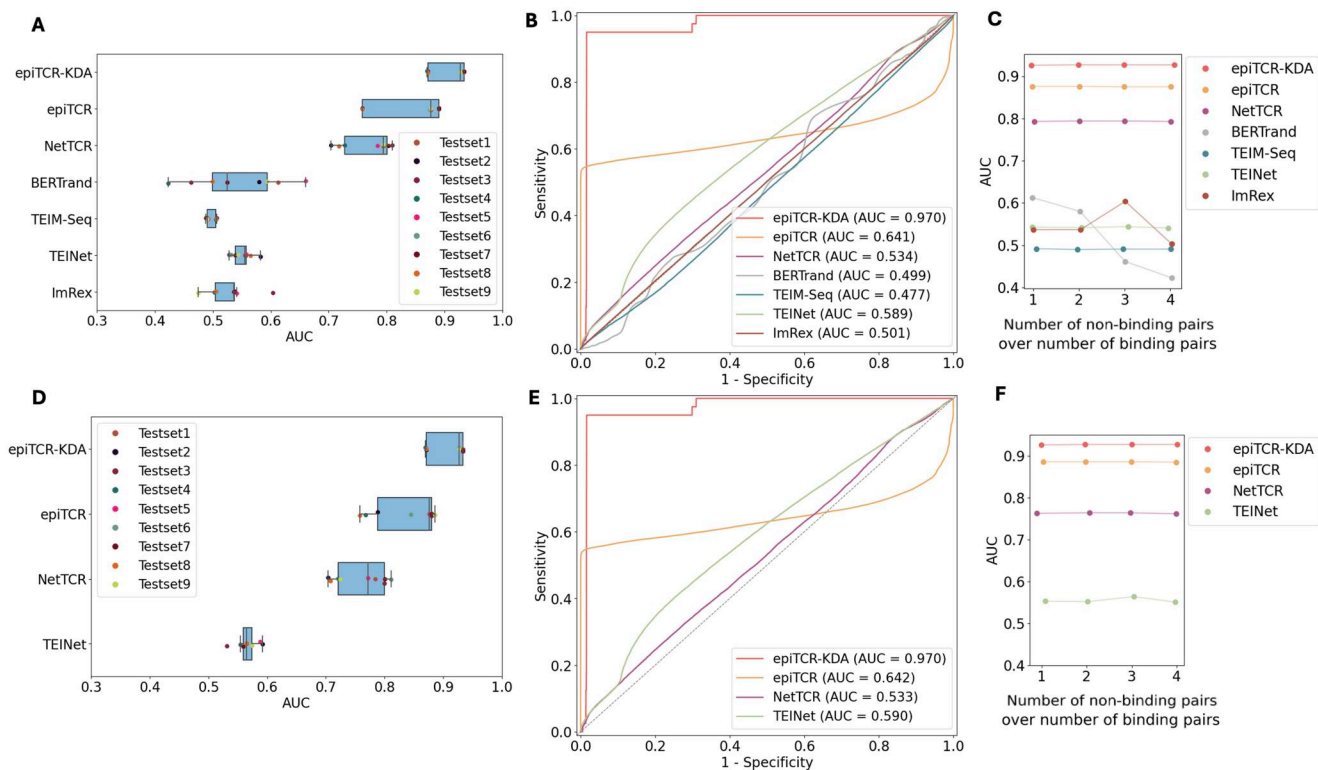 A
epiTCR-KDA
epiTCR
NetTCR
BERTrand
TEIM-Seq
TEINet
ImRex
Testset1
Testset2
Testset3
Testset4
Testset5
Testset6
Testset7
Testset8
Testset9
0.3 0.4 0.5 0.6 0.7 0.8 0.9 1.0
AUC
B
1.0
0.8
0.6
0.4
0.2
0.0
Sensitivity
epiTCR-KDA (AUC = 0.970)
epiTCR (AUC = 0.641)
NetTCR (AUC = 0.534)
BERTrand (AUC = 0.499)
TEIM-Seq (AUC = 0.477)
TEINet (AUC = 0.589)
ImRex (AUC = 0.501)
0.0 0.2 0.4 0.6 0.8 1.0
1 - Specificity
C
0.9
0.8
0.7
0.6
0.5
0.4
AUC
1 2 3 4
Number of non-binding pairs
over number of binding pairs
epiTCR-KDA
epiTCR
NetTCR
BERTrand
TEIM-Seq
TEINet
ImRex
D
epiTCR-KDA
epiTCR
NetTCR
TEINet
Testset1
Testset2
Testset3
Testset4
Testset5
Testset6
Testset7
Testset8
Testset9
0.3 0.4 0.5 0.6 0.7 0.8 0.9 1.0
AUC
E
1.0
0.8
0.6
0.4
0.2
0.0
Sensitivity
epiTCR-KDA (AUC = 0.970)
epiTCR (AUC = 0.642)
NetTCR (AUC = 0.533)
TEINet (AUC = 0.590)
0.0 0.2 0.4 0.6 0.8 1.0
1 - Specificity
F
0.9
0.8
0.7
0.6
0.5
0.4
AUC
1 2 3 4
Number of non-binding pairs
over number of binding pairs
epiTCR-KDA
epiTCR
NetTCR
TEINet